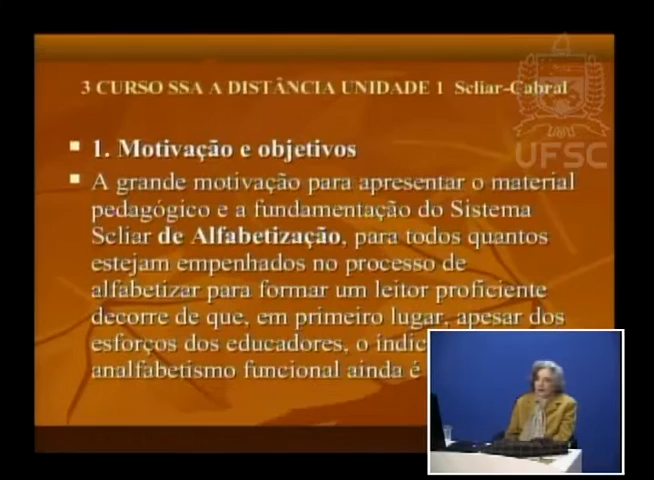 3 CURSO SSA A DISTÂNCIA UNIDADE 1 Scliar-Cabral
UFSC
1. Motivação e objetivos
A grande motivação para apresentar o material
pedagógico e a fundamentação do Sistema
Scliar de Alfabetização, para todos quantos
estejam empenhados no processo de
alfabetizar para formar um leitor proficiente
decorre de que, em primeiro lugar, apesar dos
esforços dos educadores, o
analfabetismo funcional ainda é